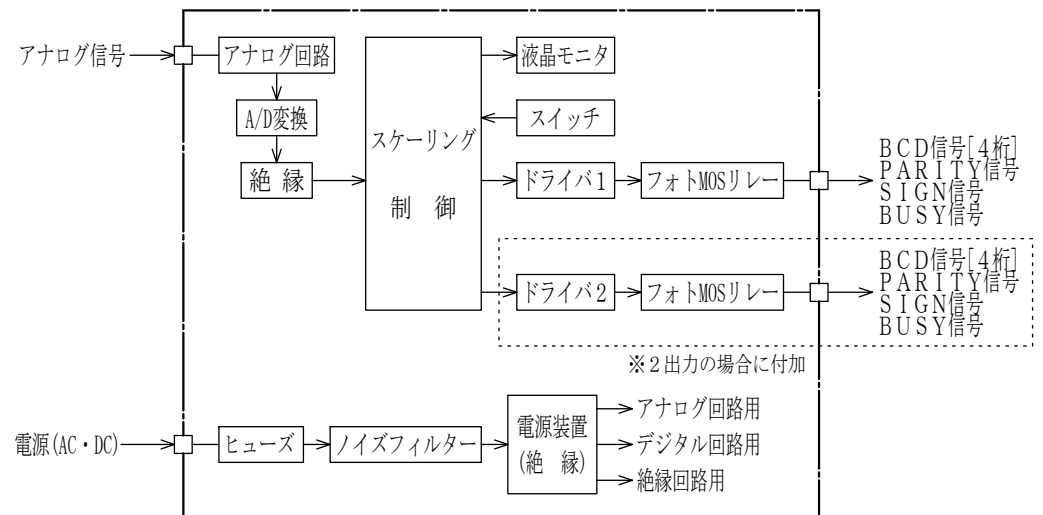 アナログ信号
アナログ回路
A/D変換
絶 縁
スケーリング
制 御
液晶モニタ
スイッチ
ドライバ1
フォトMOSリレー
BCD信号[4桁]
PARITY信号
SIGN信号
BUSY信号
ドライバ2
フォトMOSリレー
BCD信号[4桁]
PARITY信号
SIGN信号
BUSY信号
※2出力の場合に付加
電源(AC・DC)
ヒューズ
ノイズフィルター
電源装置
(絶 縁)
アナログ回路用
デジタル回路用
絶縁回路用